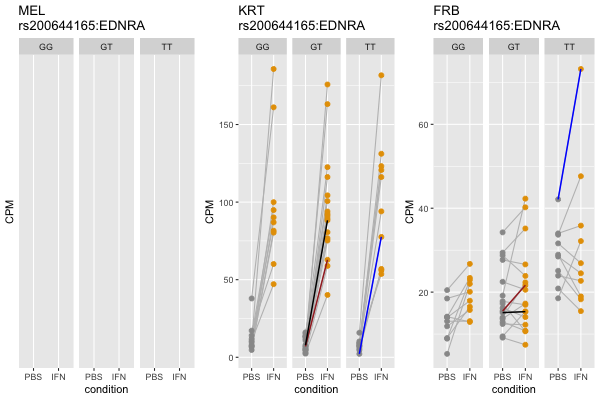 MEL
rs200644165:EDNRA
GG GT TT
CPM
PBS IFN PBS IFN PBS IFN
condition
KRT
rs200644165:EDNRA
GG GT TT
CPM
150
100
50
0
PBS IFN PBS IFN PBS IFN
condition
FRB
rs200644165:EDNRA
GG GT TT
CPM
60
40
20
PBS IFN PBS IFN PBS IFN
condition